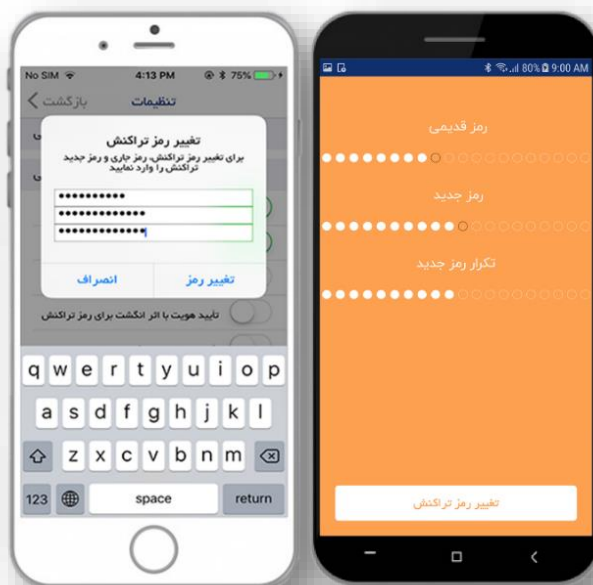 No SIM 4:13 PM 75%
بازگشت
تنظیمات
تغییر رمز تراکنش
برای تغییر رمز تراکنش، رمز جاری و رمز جدید
تراکنش را وارد نمایید
••••••••••
•••••••••••••
•••••••••••••
انصراف
تغییر رمز
تأیید هویت با اثر انگشت برای رمز تراکنش
q w e r t y u i o p
a s d f g h j k l
z x c v b n m
123 space return
80% 9:00 AM
رمز قدیمی
رمز جدید
تکرار رمز جدید
تغییر رمز تراکنش